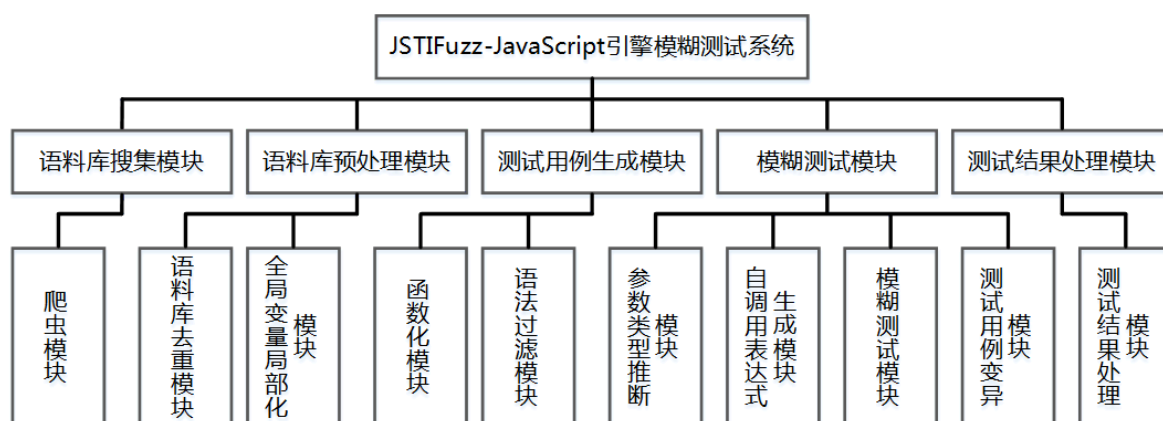 JSTIFuzz-JavaScript引擎模糊测试系统
语料库搜集模块
语料库预处理模块
测试用例生成模块
模糊测试模块
测试结果处理模块
爬虫模块
语料库去重模块
全局变量局部化
模块
函数化模块
语法过滤模块
参数类型推断
模块
自调用表达式
生成模块
模糊测试模块
测试用例变异
模块
测试结果处理
模块